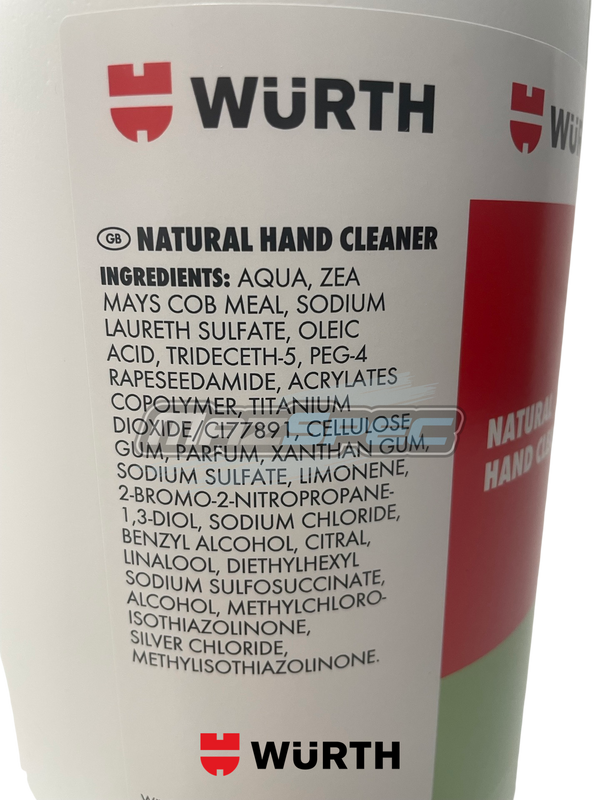 WÜRTH
WÜ
GB NATURAL HAND CLEANER
INGREDIENTS: AQUA, ZEA
MAYS COB MEAL, SODIUM
LAURETH SULFATE, OLEIC
ACID, TRIDECETH-5, PEG-4
RAPESEEDAMIDE, ACRYLATES
COPOLYMER, TITANIUM
DIOXIDE, CI77891, CELLULOSE
GUM, PARFUM, XANTHAN GUM,
SODIUM SULFATE, LIMONENE,
2-BROMO-2-NITROPROPANE-
1,3-DIOL, SODIUM CHLORIDE,
BENZYL ALCOHOL, CITRAL,
LINALOOL, DIETHYLHEXYL
SODIUM SULFOSUCCINATE,
ALCOHOL, METHYLCHLORO-
ISOTHIAZOLINONE,
SILVER CHLORIDE,
METHYLISOTHIAZOLINONE.
NATURAL
HAND CLE
WÜRTH